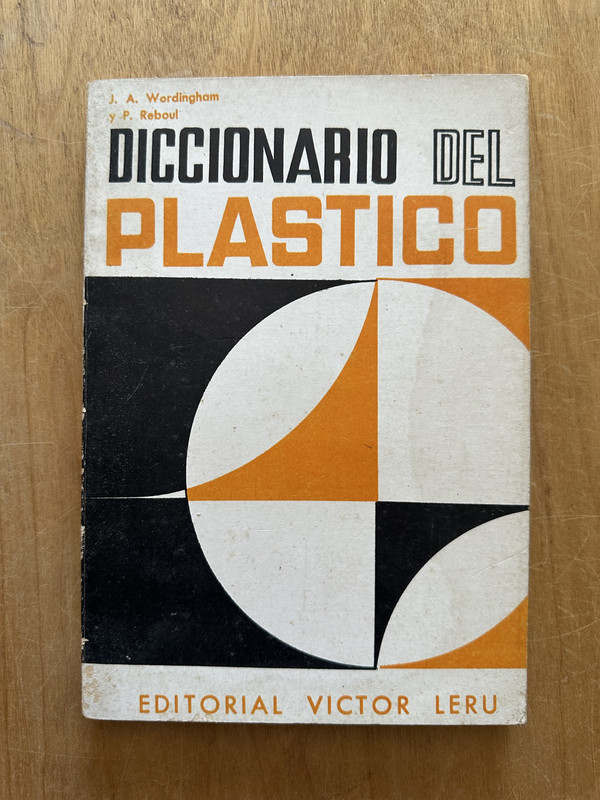 J. A. Wordingham
y P. Reboul
DICCIONARIO DEL
PLASTICO
EDITORIAL VICTOR LERU